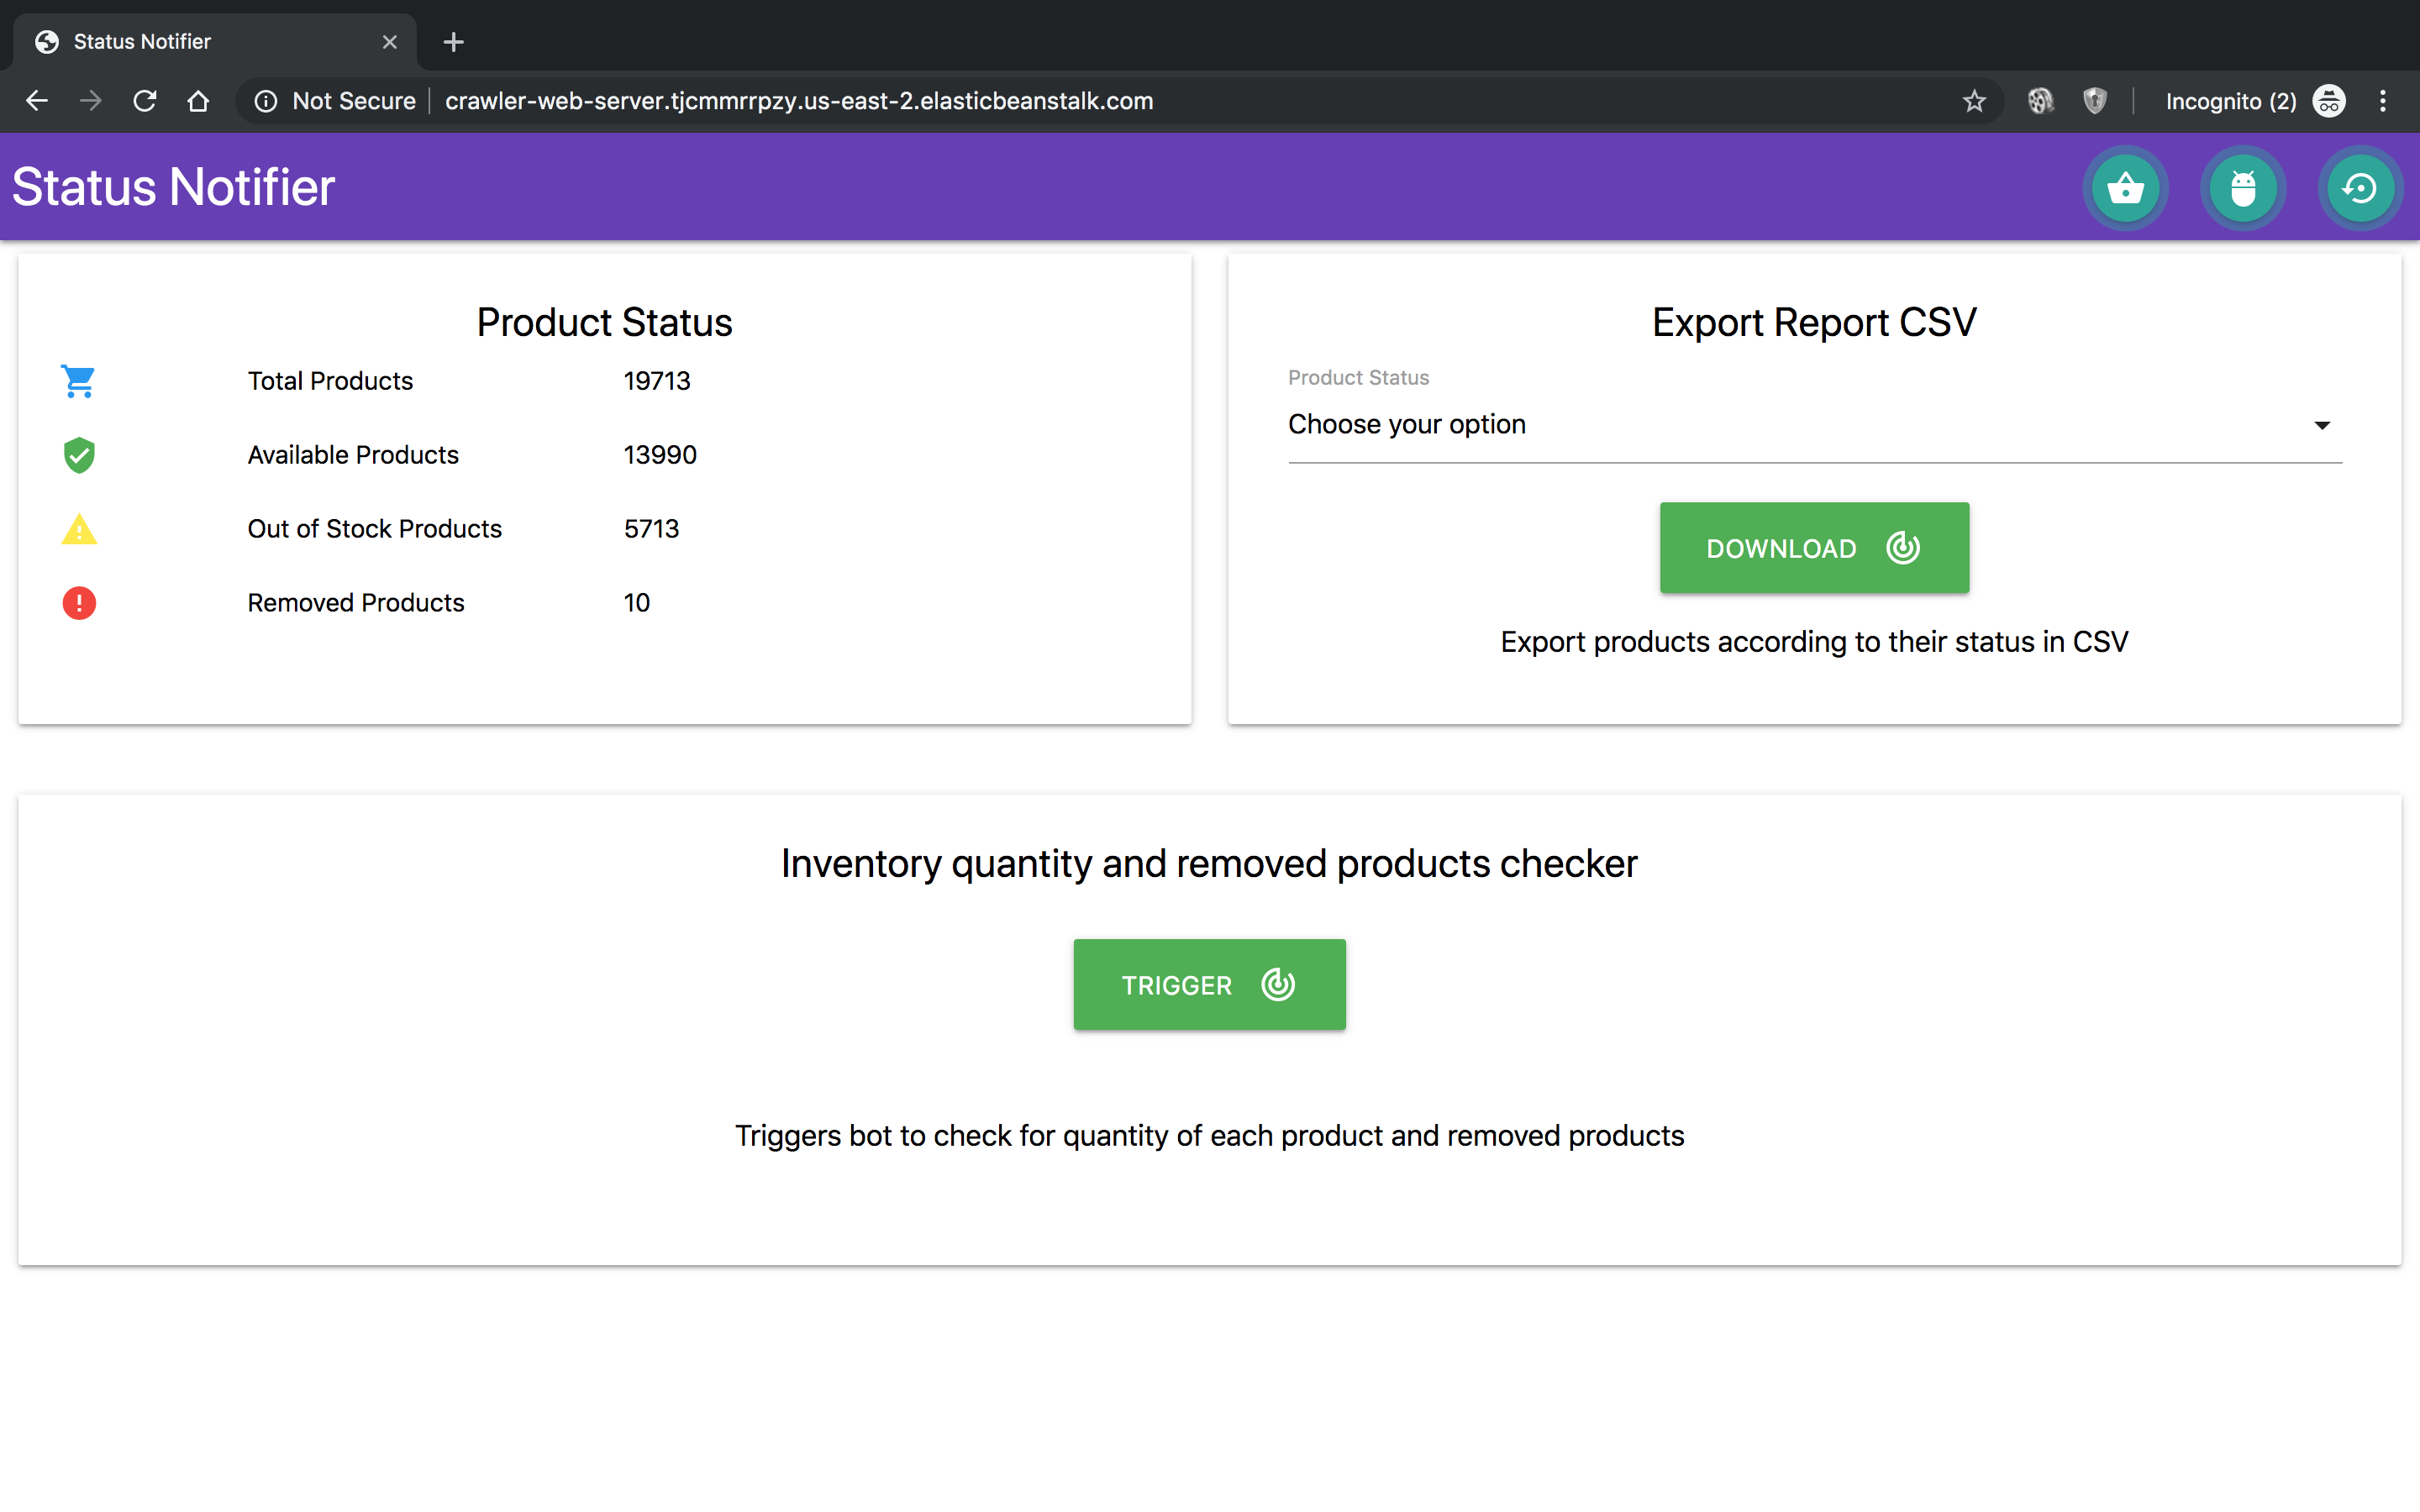 Status Notifier
Not Secure crawler-web-server.tjcmmrrpzy.us-east-2.elasticbeanstalk.com Incognito (2)
Status Notifier
Product Status
Total Products 19713
Available Products 13990
Out of Stock Products 5713
Removed Products 10
Export Report CSV
Product Status
Choose your option
DOWNLOAD
Export products according to their status in CSV
Inventory quantity and removed products checker
TRIGGER
Triggers bot to check for quantity of each product and removed products